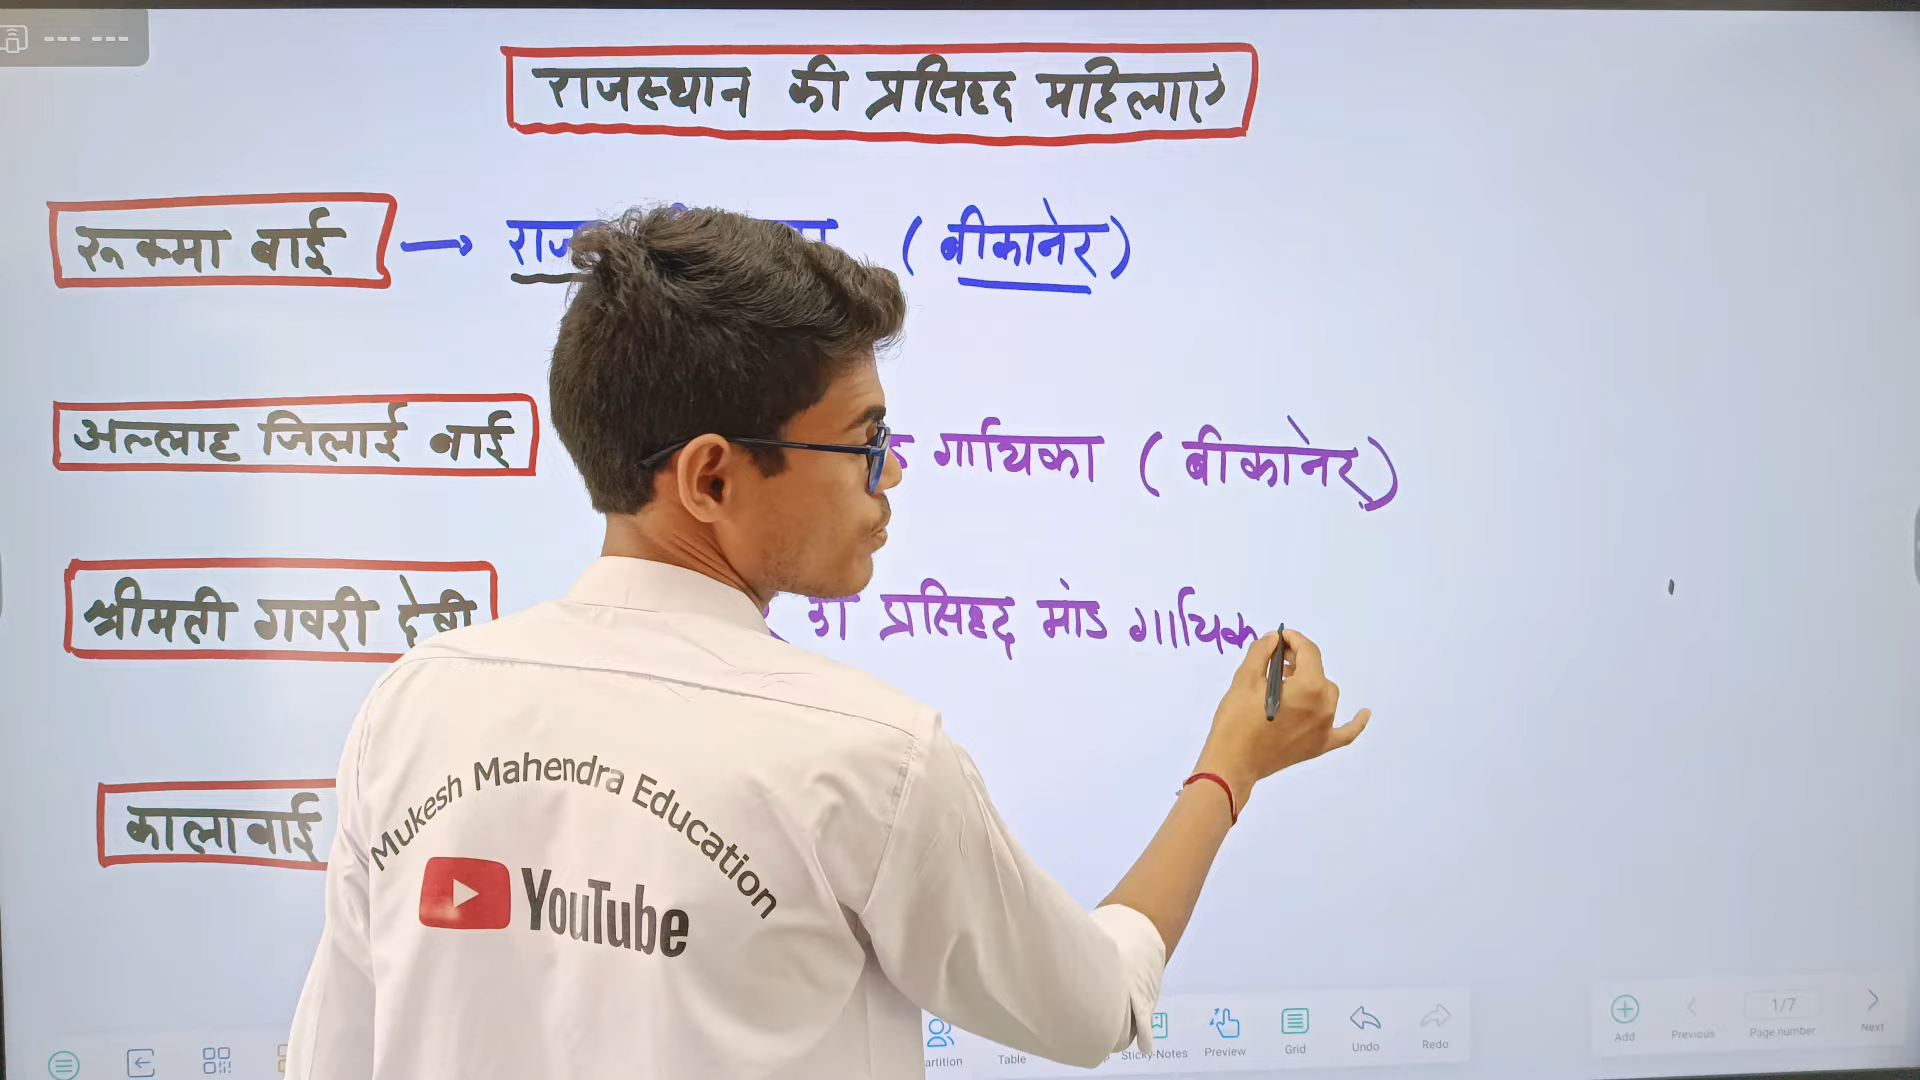 राजस्थान की प्रसिद्द महिलाएं
रूकमा बाई → (बीकानेर)
अल्लाह जिलाई बाई गायिका (बीकानेर)
श्रीमती गवरी देवी की प्रसिद्द मांड गायिक
कालाबाई
Mukesh Mahendra Education
YouTube
Table
Sticky-Notes
Preview
Grid
Undo
Redo
Add
Previous
1/7
Page number
Next